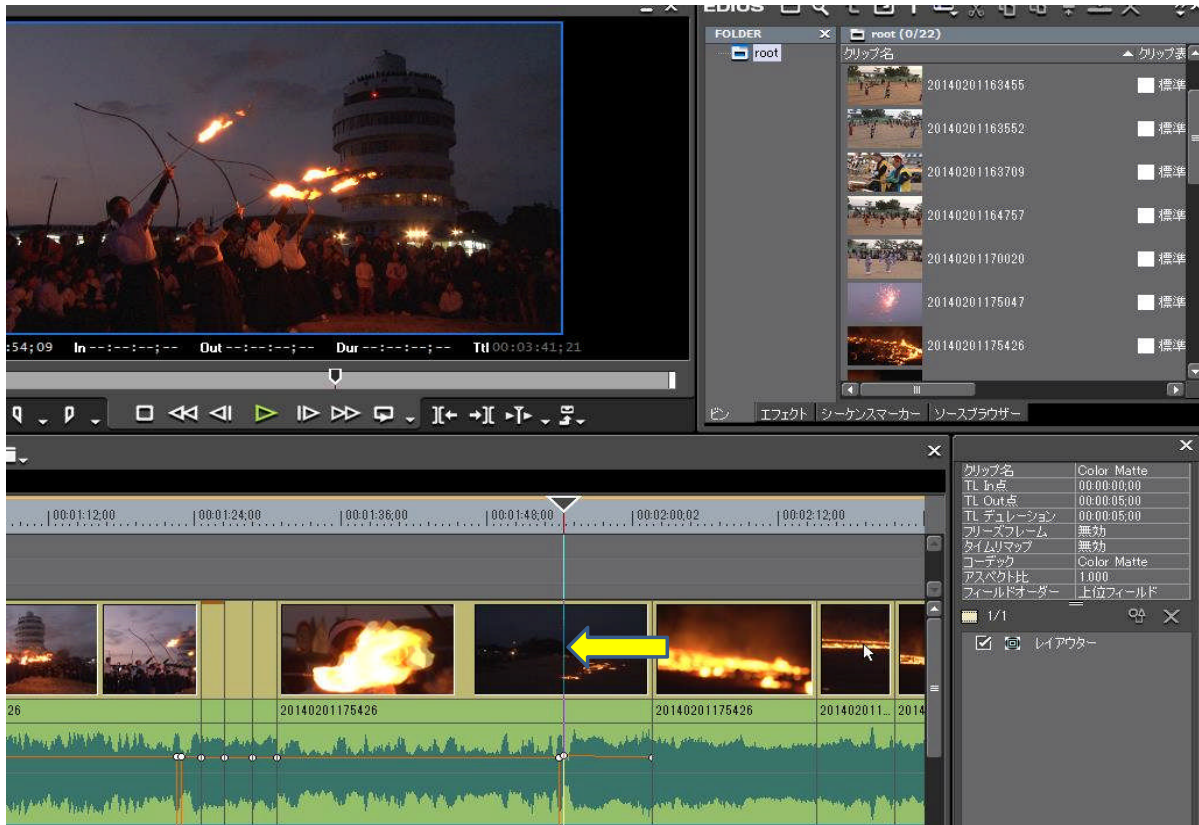 EDIUS
FOLDER
root (0/22)
root
クリップ名
クリップ表
20140201163455
標準
20140201163552
標準
20140201163709
標準
20140201164757
標準
20140201170020
標準
20140201175047
標準
20140201175426
標準
:54;09 In --:--:--;-- Out --:--:--;-- Dur --:--:--;-- Ttl 00:03:41;21
ビン エフェクト シーケンスマーカー ソースブラウザー
00:01:12;00 00:01:24;00 00:01:36;00 00:01:48;00 00:02:00;02 00:02:12;00
26 20140201175426 20140201175426 201402011... 2014
クリップ名 Color Matte
TL In点 00:00:00;00
TL Out点 00:00:05;00
TL デュレーション 00:00:05;00
フリーズフレーム 無効
タイムリマップ 無効
コーデック Color Matte
アスペクト比 1.000
フィールドオーダー 上位フィールド
1/1
レイアウター